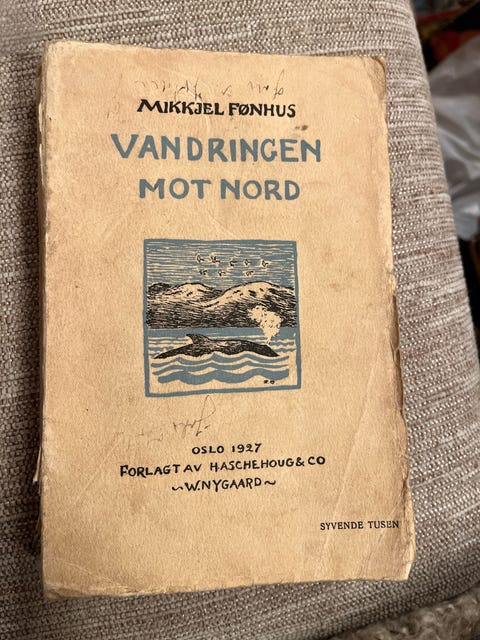 MIKKJEL FØNHUS
VANDRINGEN
MOT NORD
OSLO 1927
FORLAGT AV H.ASCHEHOUG & CO
~W.NYGAARD~
SYVENDE TUSEN